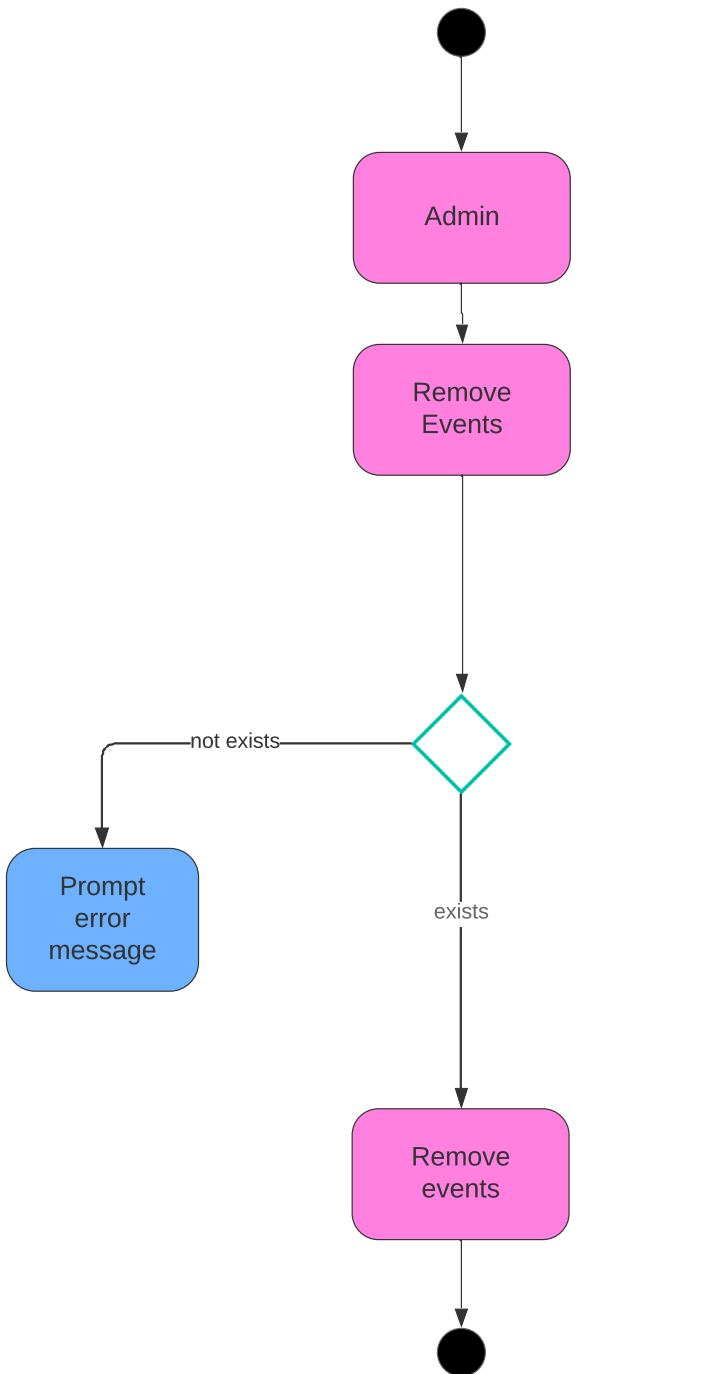 Admin
Remove
Events
not exists
Prompt
error
message
exists
Remove
events